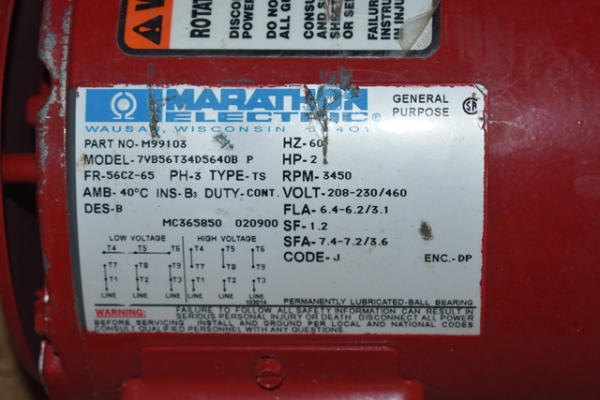 ROTAT
DISCO
POWER
ALL G
DO NO
CONSU
AND S
FAILUR
INSTRU
IN INJU
MARATHON
ELECTRIC
WAUSAU, WISCONSIN 54401
GENERAL
PURPOSE
PART NO-M99103
HZ-60
MODEL-7VB56T34D5640B P
HP-2
FR-56CZ-65 PH-3 TYPE-TS RPM-3450
AMB-40°C INS-B3 DUTY-CONT. VOLT-208-230/460
DES-B
FLA-6.4-6.2/3.1
MC365850 020900 SF-1.2
SFA-7.4-7.2/3.6
CODE-J ENC.-DP
LOW VOLTAGE HIGH VOLTAGE
T4 T5 T6 T4 T5 T6
T7 T8 T9 T7 T8 T9
T1 T2 T3 T1 T2 T3
LINE LINE LINE LINE
PERMANENTLY LUBRICATED-BALL BEARING
WARNING: FAILURE TO FOLLOW ALL SAFETY INFORMATION CAN RESULT IN
SERIOUS PERSONAL INJURY OR DEATH. DISCONNECT ALL POWER
BEFORE SERVICING. INSTALL AND GROUND PER LOCAL AND NATIONAL CODES
CONSULT QUALIFIED PERSONNEL WITH ANY QUESTIONS.